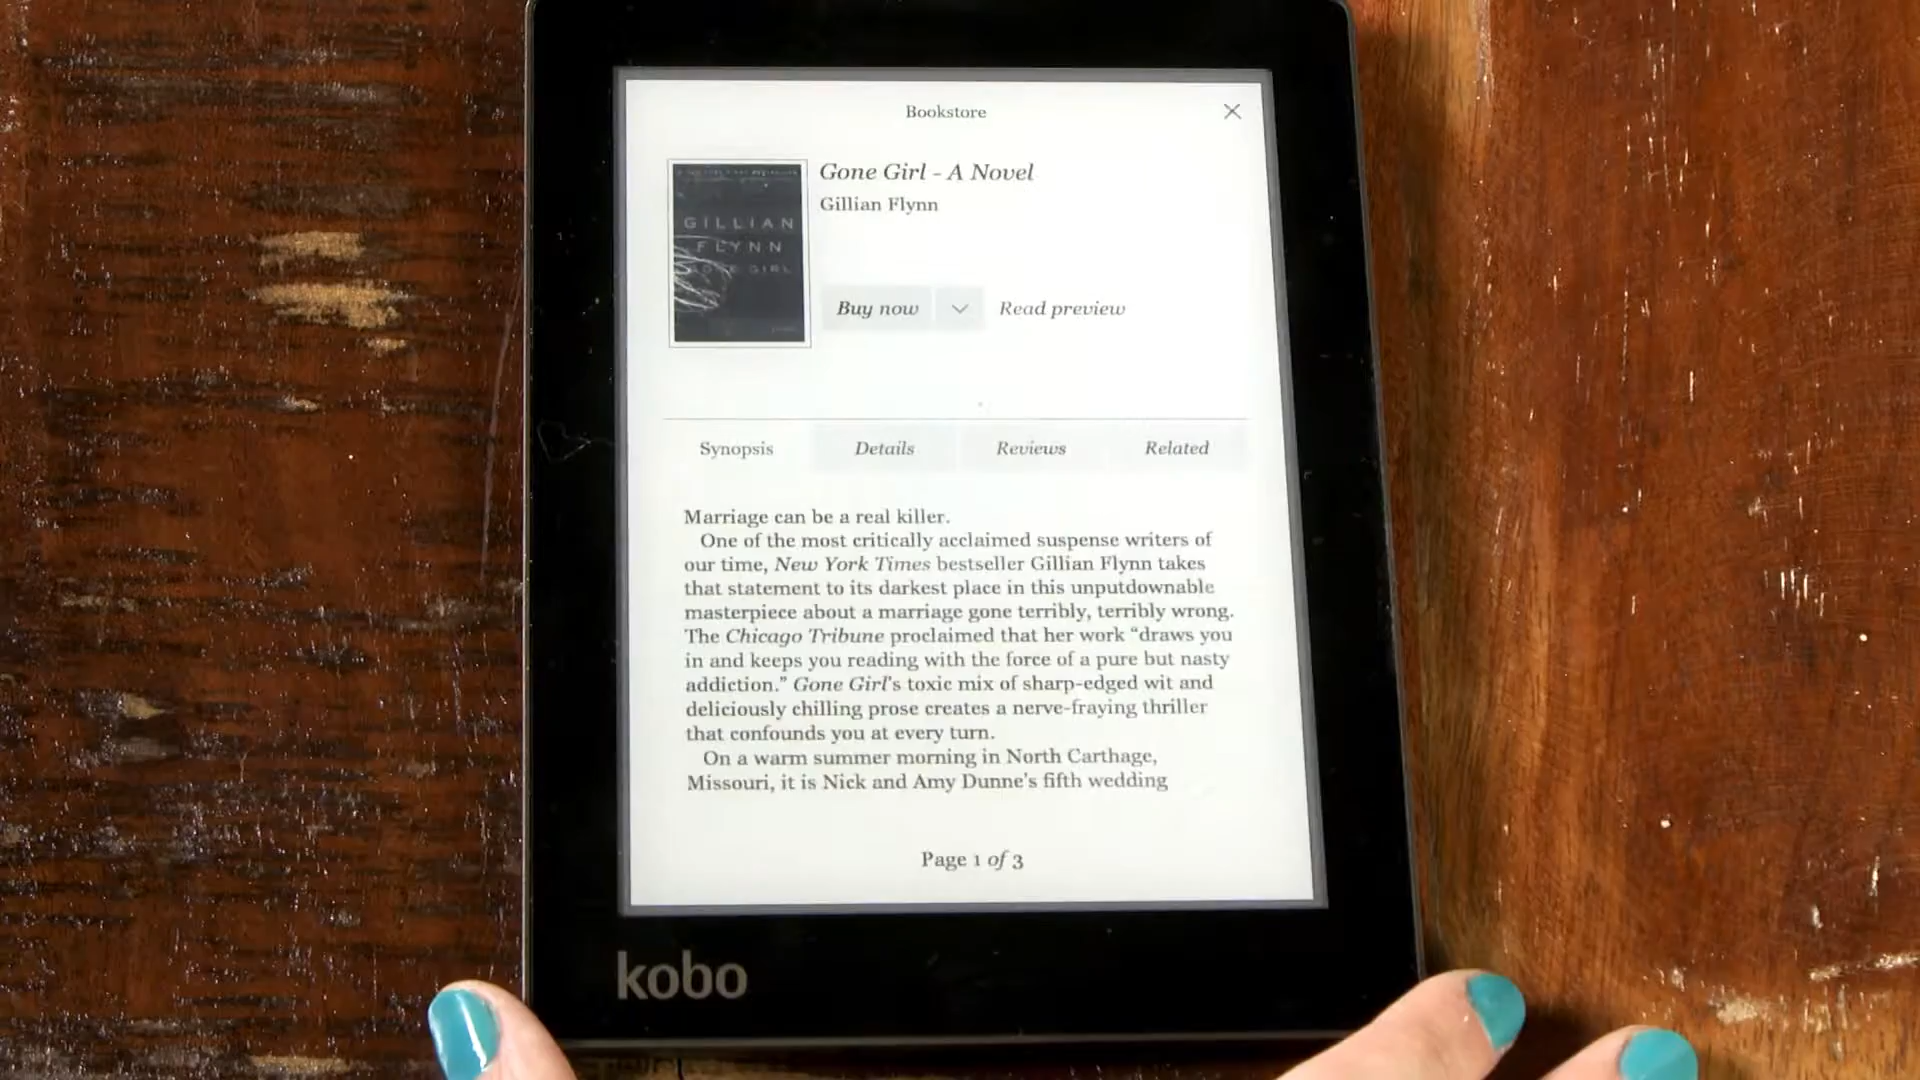 Bookstore
Gone Girl - A Novel
Gillian Flynn
GILLIAN
FLYNN
GONE GIRL
Buy now
Read preview
Synopsis
Details
Reviews
Related
Marriage can be a real killer.
One of the most critically acclaimed suspense writers of
our time, New York Times bestseller Gillian Flynn takes
that statement to its darkest place in this unputdownable
masterpiece about a marriage gone terribly, terribly wrong.
The Chicago Tribune proclaimed that her work “draws you
in and keeps you reading with the force of a pure but nasty
addiction.” Gone Girl's toxic mix of sharp-edged wit and
deliciously chilling prose creates a nerve-fraying thriller
that confounds you at every turn.
On a warm summer morning in North Carthage,
Missouri, it is Nick and Amy Dunne's fifth wedding
Page 1 of 3
kobo